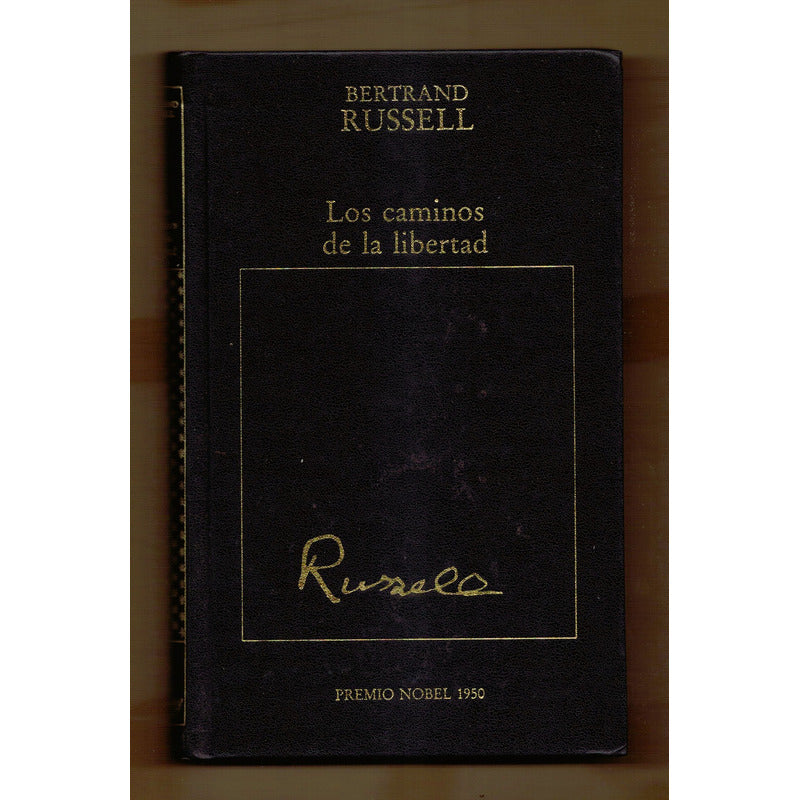 BERTRAND
RUSSELL
Los caminos
de la libertad
Russell
PREMIO NOBEL 1950